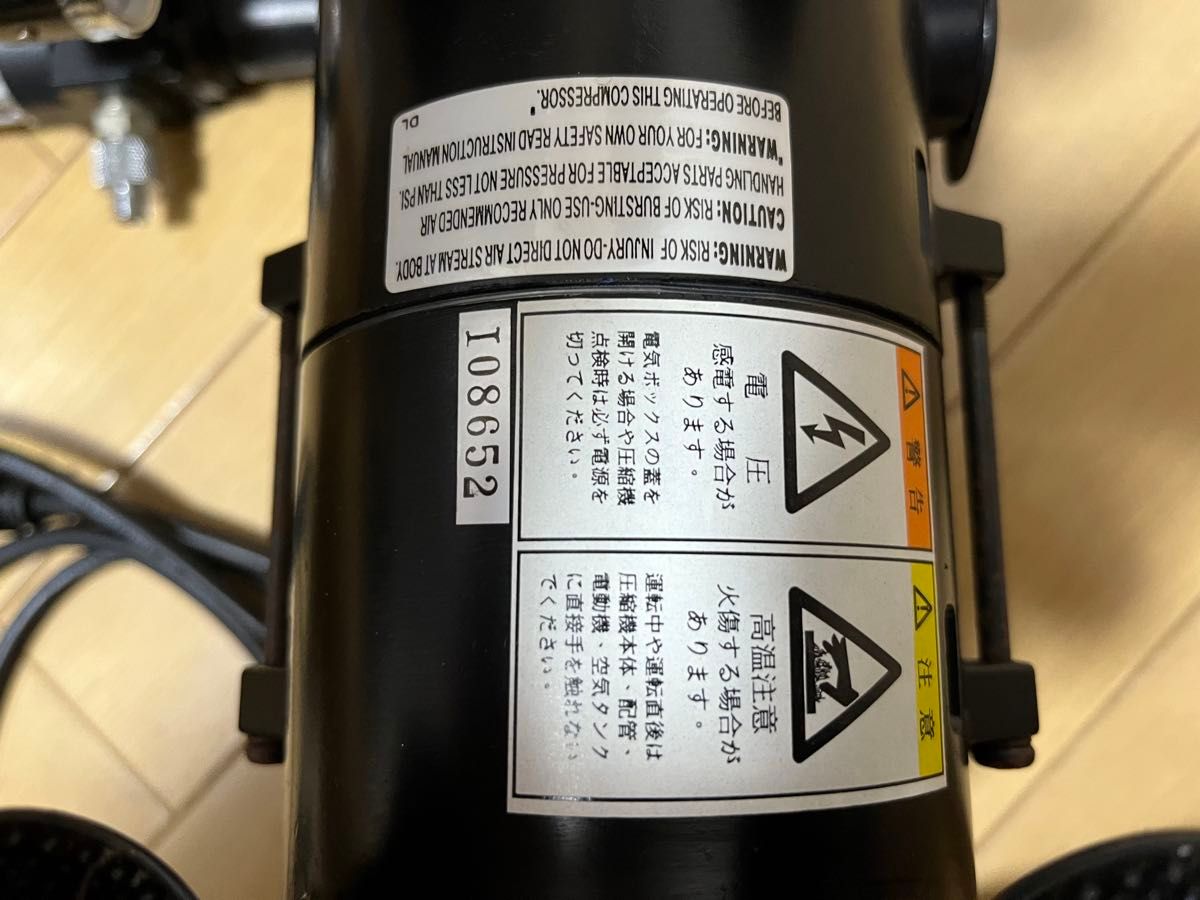 WARNING: RISK OF INJURY-DO NOT DIRECT AIR STREAM AT BODY.
CAUTION: RISK OF BURSTING-USE ONLY RECOMMENDED AIR
HANDLING PARTS ACCEPTABLE FOR PRESSURE NOT LESS THAN PSI.
"WARNING: FOR YOUR OWN SAFETY READ INSTRUCTION MANUAL
BEFORE OPERATING THIS COMPRESSOR."
DL
I08652
警告
電圧
感電する場合が
あります。
電気ボックスの蓋を
開ける場合や圧縮機
点検時は必ず電源を
切ってください。
注意
高温注意
火傷する場合が
あります。
運転中や運転直後は
圧縮機本体、配管、
電動機、空気タンク
に直接手を触れない
でください。